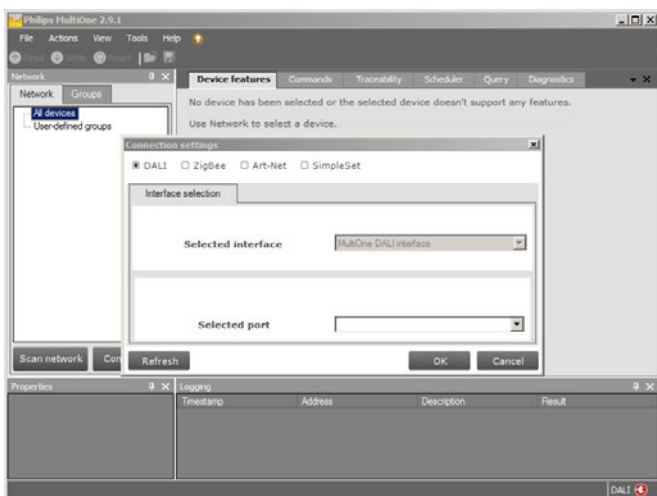 Philips MultiOne 2.9.1
File Actions View Tools Help
Read Write Reset
Network
Network Groups
All devices
User-defined groups
Scan network
Device features Commands Traceability Scheduler Query Diagnostics
No device has been selected or the selected device doesn't support any features.
Use Network to select a device.
Connection settings
DALI ZigBee Art-Net SimpleSet
Interface selection
Selected interface MultiOne DALI interface
Selected port
Refresh OK Cancel
Properties
Logging
Timestamp Address Description Result
DALI